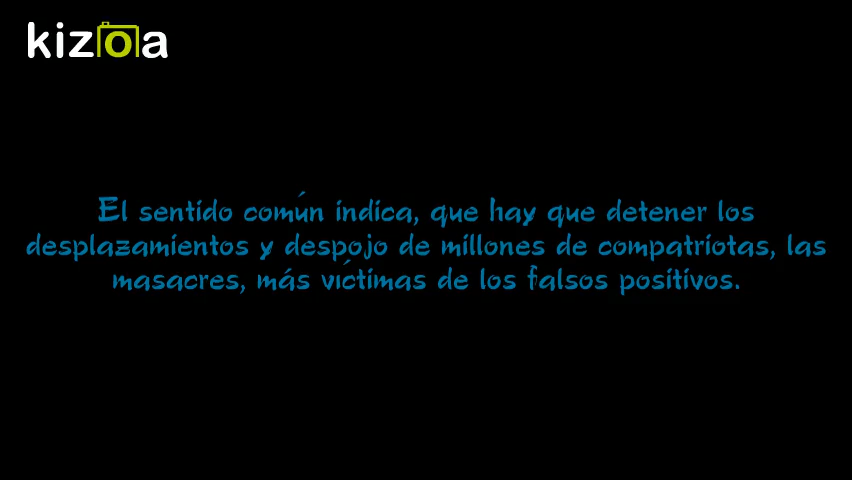 kizoa
El sentido común indica, que hay que detener los
desplazamientos y despojo de millones de compatriotas, las
masacres, más víctimas de los falsos positivos.